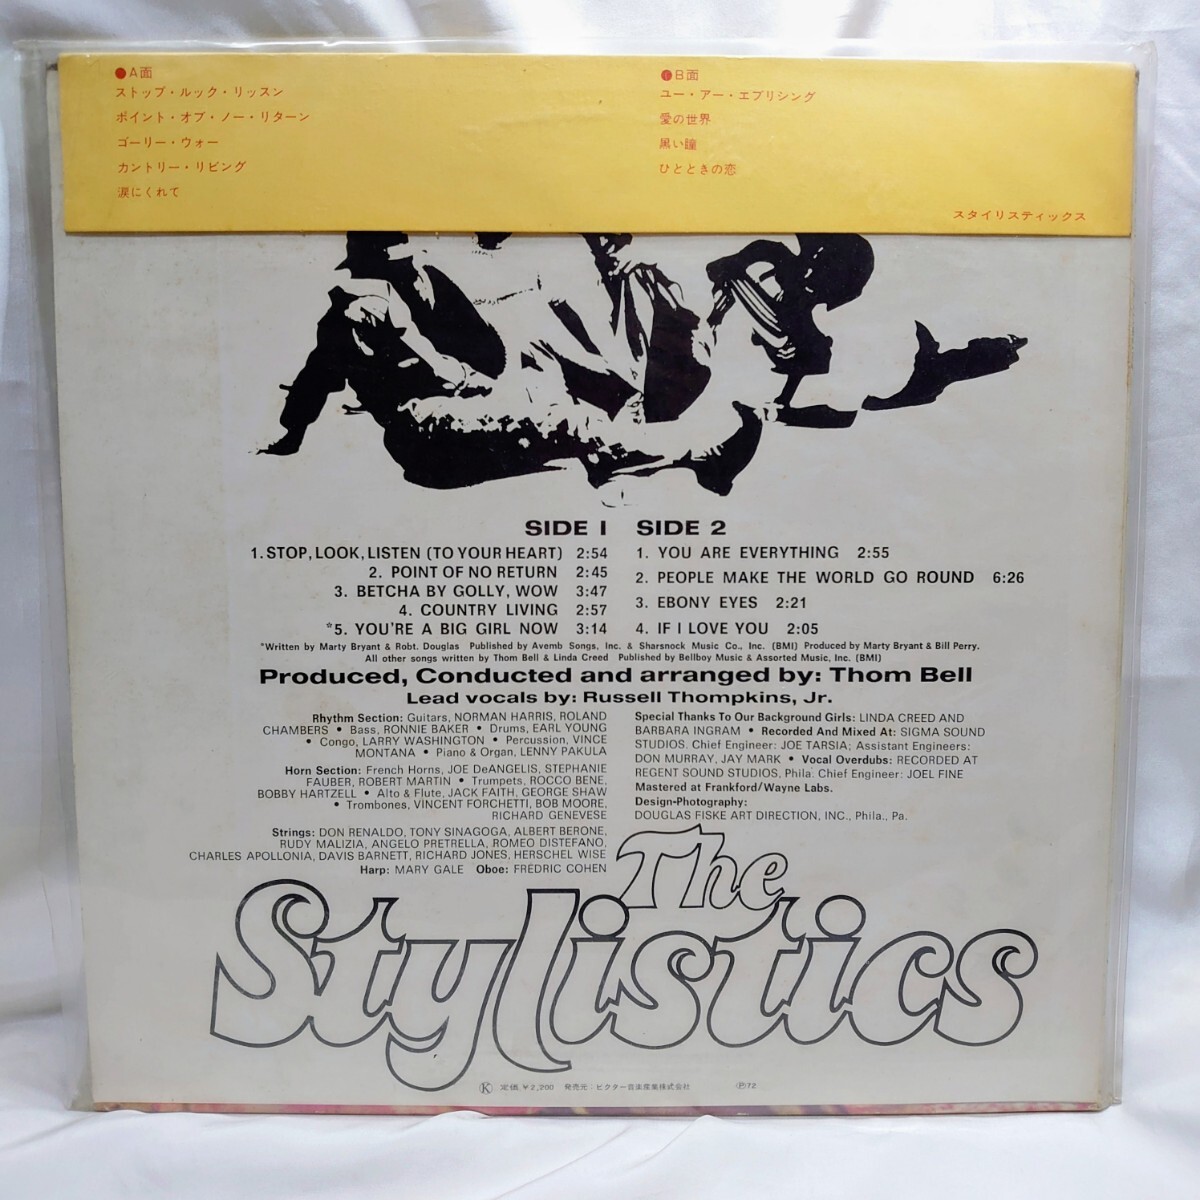 ●A面
ストップ・ルック・リッスン
ポイント・オブ・ノー・リターン
ゴーリー・ウォー
カントリー・リビング
涙にくれて
●B面
ユー・アー・エブリシング
愛の世界
黒い瞳
ひとときの恋
スタイリスティックス
SIDE I
1. STOP, LOOK, LISTEN (TO YOUR HEART) 2:54
2. POINT OF NO RETURN 2:45
3. BETCHA BY GOLLY, WOW 3:47
4. COUNTRY LIVING 2:57
*5. YOU'RE A BIG GIRL NOW 3:14
SIDE 2
1. YOU ARE EVERYTHING 2:55
2. PEOPLE MAKE THE WORLD GO ROUND 6:26
3. EBONY EYES 2:21
4. IF I LOVE YOU 2:05
*Written by Marty Bryant & Robt. Douglas Published by Avemb Songs, Inc. & Sharsnock Music Co., Inc. (BMI) Produced by Marty Bryant & Bill Perry.
All other songs written by Thom Bell & Linda Creed Published by Bellboy Music & Assorted Music, Inc. (BMI)
Produced, Conducted and arranged by: Thom Bell
Lead vocals by: Russell Thompkins, Jr.
Rhythm Section: Guitars, NORMAN HARRIS, ROLAND
CHAMBERS • Bass, RONNIE BAKER • Drums, EARL YOUNG
• Congo, LARRY WASHINGTON • Percussion, VINCE
MONTANA • Piano & Organ, LENNY PAKULA
Horn Section: French Horns, JOE DeANGELIS, STEPHANIE
FAUBER, ROBERT MARTIN • Trumpets, ROCCO BENE,
BOBBY HARTZELL • Alto & Flute, JACK FAITH, GEORGE SHAW
• Trombones, VINCENT FORCHETTI, BOB MOORE,
RICHARD GENEVESE
Strings: DON RENALDO, TONY SINAGOGA, ALBERT BERONE,
RUDY MALIZIA, ANGELO PRETRELLA, ROMEO DISTEFANO,
CHARLES APOLLONIA, DAVIS BARNETT, RICHARD JONES, HERSCHEL WISE
Harp: MARY GALE Oboe: FREDRIC COHEN
Special Thanks To Our Background Girls: LINDA CREED AND
BARBARA INGRAM • Recorded And Mixed At: SIGMA SOUND
STUDIOS. Chief Engineer: JOE TARSIA; Assistant Engineers:
DON MURRAY, JAY MARK • Vocal Overdubs: RECORDED AT
REGENT SOUND STUDIOS, Phila. Chief Engineer: JOEL FINE
Mastered at Frankford/Wayne Labs.
Design-Photography:
DOUGLAS FISKE ART DIRECTION, INC., Phila., Pa.
The
Stylistics
Ⓚ 定価 ¥2,200 発売元：ビクター音楽産業株式会社 Ⓟ72